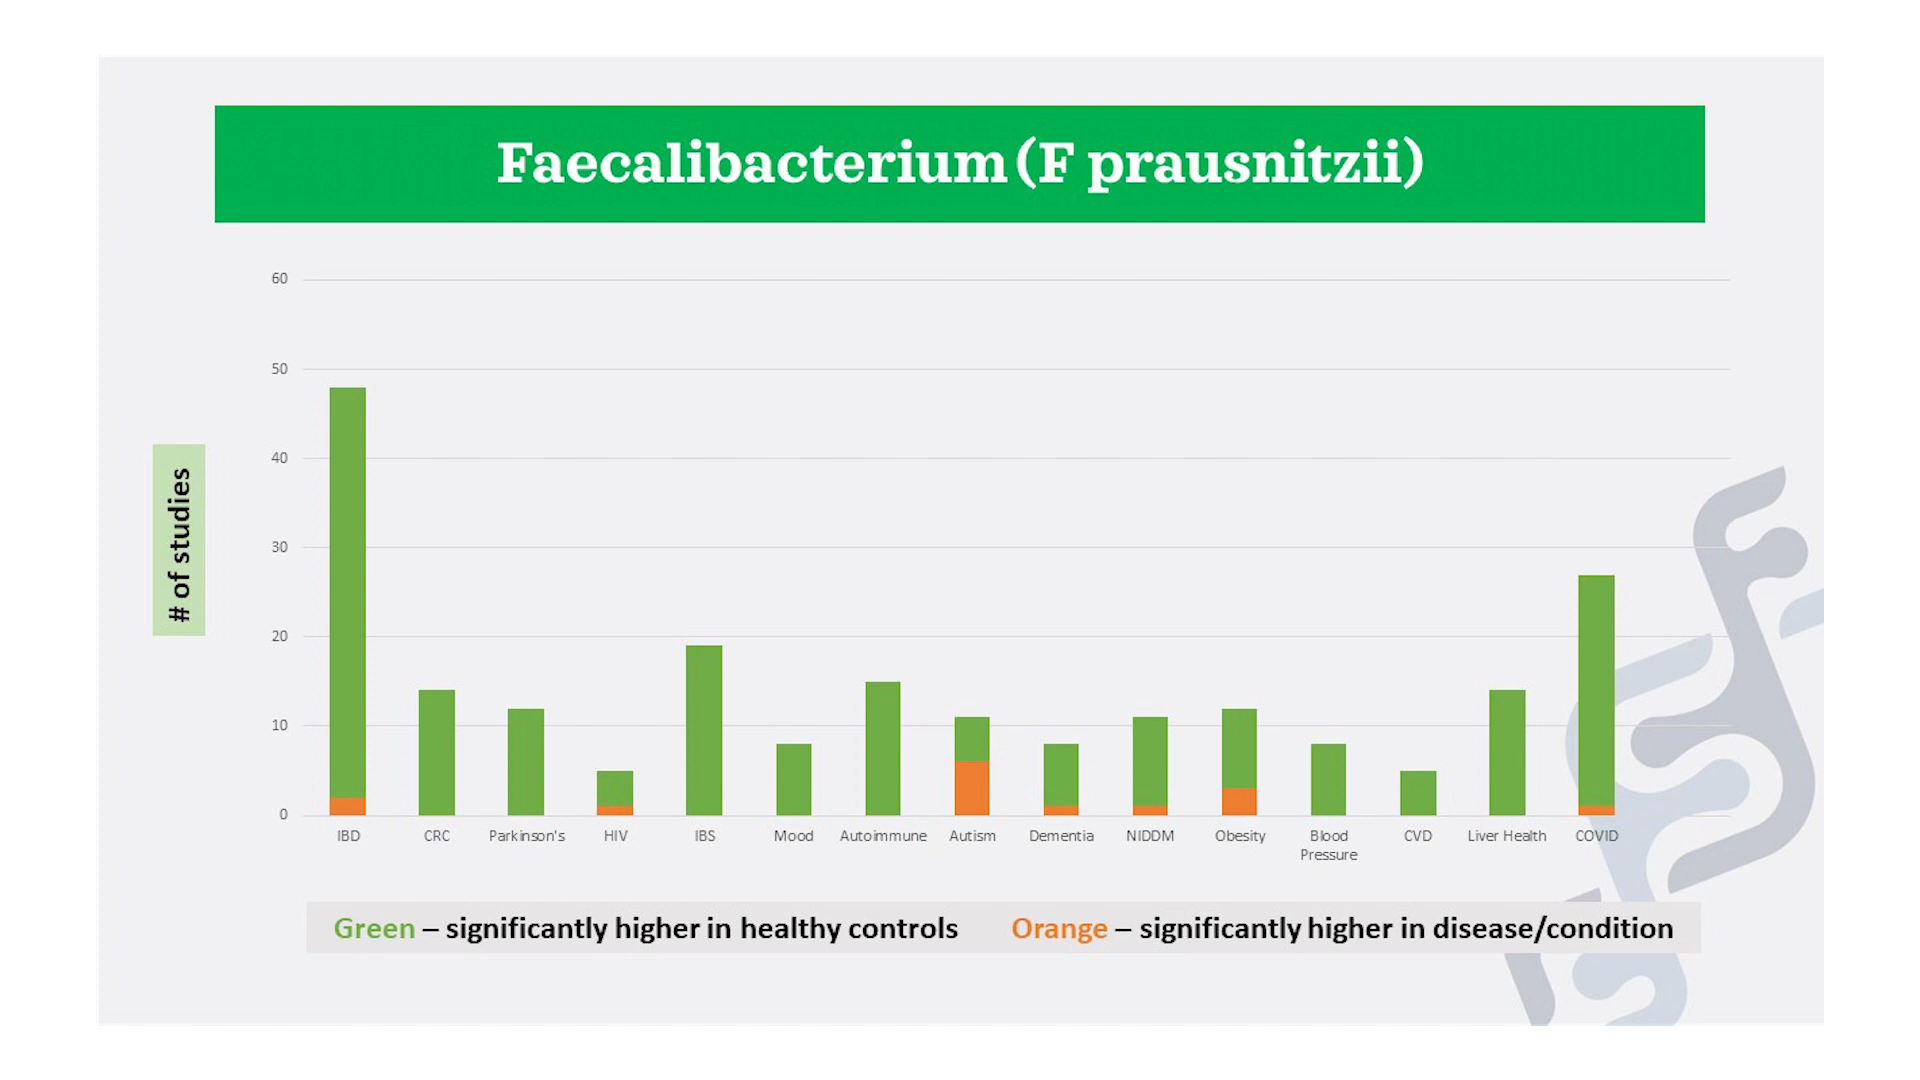 Faecalibacterium (F prausnitzii)
# of studies
60
50
40
30
20
10
0
IBD CRC Parkinson's HIV IBS Mood Autoimmune Autism Dementia NIDDM Obesity Blood Pressure CVD Liver Health COVID
Green – significantly higher in healthy controls Orange – significantly higher in disease/condition